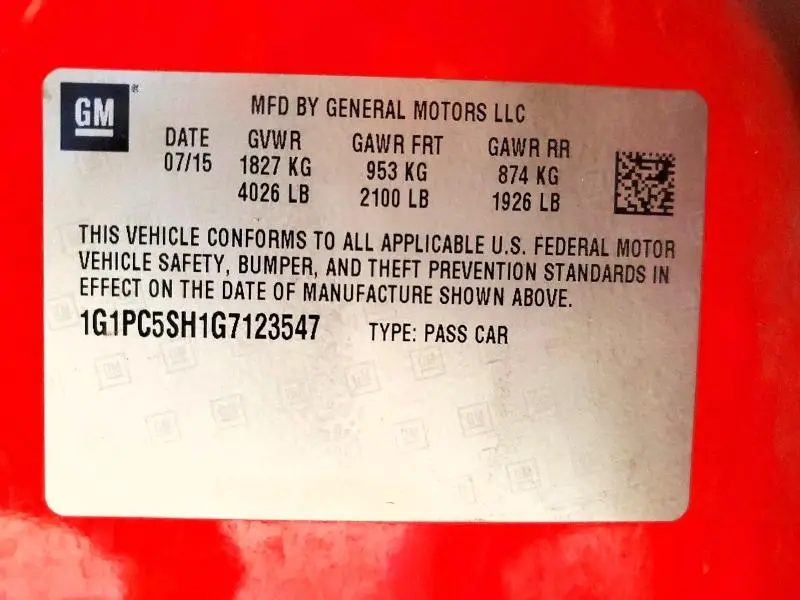 GM
MFD BY GENERAL MOTORS LLC
DATE GVWR GAWR FRT GAWR RR
07/15 1827 KG 953 KG 874 KG
4026 LB 2100 LB 1926 LB
THIS VEHICLE CONFORMS TO ALL APPLICABLE U.S. FEDERAL MOTOR
VEHICLE SAFETY, BUMPER, AND THEFT PREVENTION STANDARDS IN
EFFECT ON THE DATE OF MANUFACTURE SHOWN ABOVE.
1G1PC5SH1G7123547 TYPE: PASS CAR